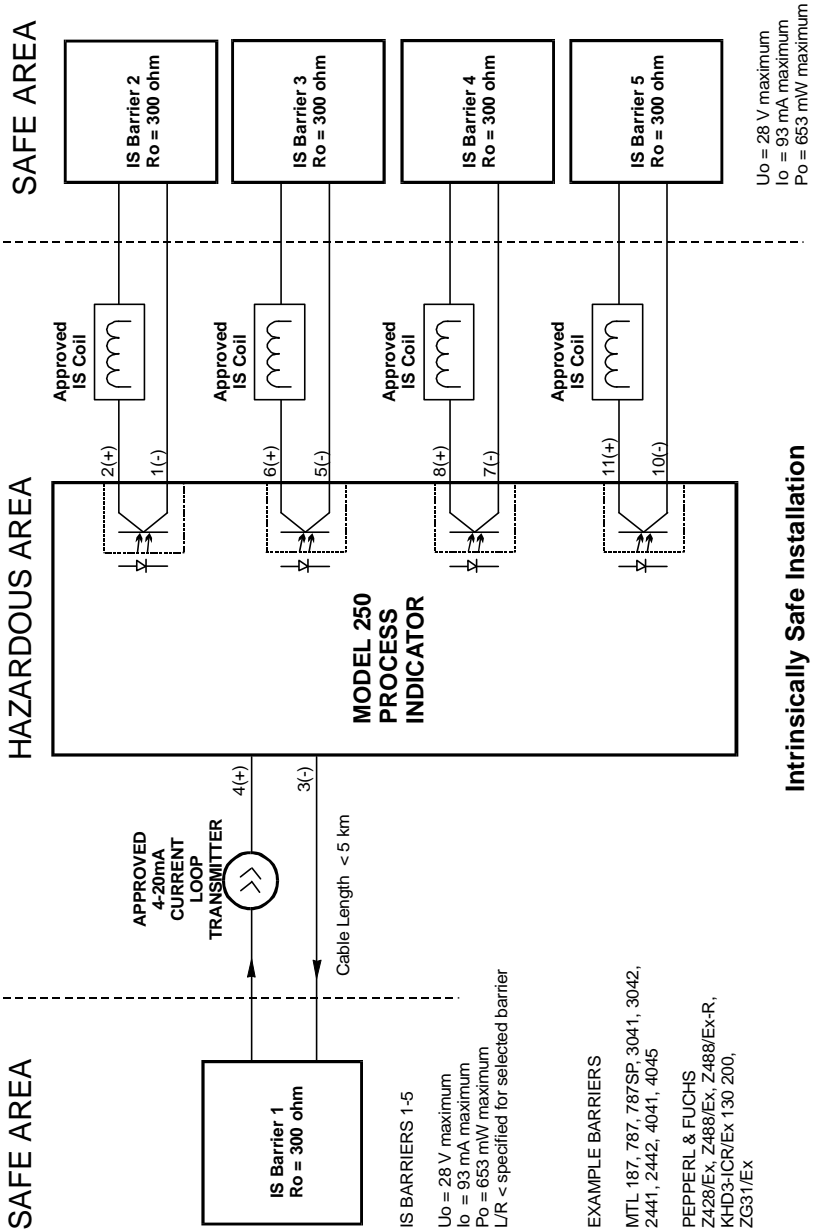 SAFE AREA
HAZARDOUS AREA
SAFE AREA
IS Barrier 1
Ro = 300 ohm
APPROVED
4-20mA
CURRENT
LOOP
TRANSMITTER
4(+)
3(-)
Cable Length < 5 km
MODEL 250
PROCESS
INDICATOR
2(+)
1(-)
Approved
IS Coil
IS Barrier 2
Ro = 300 ohm
6(+)
5(-)
Approved
IS Coil
IS Barrier 3
Ro = 300 ohm
8(+)
7(-)
Approved
IS Coil
IS Barrier 4
Ro = 300 ohm
11(+)
10(-)
Approved
IS Coil
IS Barrier 5
Ro = 300 ohm
IS BARRIERS 1-5
Uo = 28 V maximum
Io = 93 mA maximum
Po = 653 mW maximum
L/R < specified for selected barrier
EXAMPLE BARRIERS
MTL 187, 787, 787SP, 3041, 3042,
2441, 2442, 4041, 4045
PEPPERL & FUCHS
Z428/Ex, Z488/Ex, Z488/Ex-R,
KHD3-ICR/Ex 130 200,
ZG31/Ex
Uo = 28 V maximum
Io = 93 mA maximum
Po = 653 mW maximum
Intrinsically Safe Installation